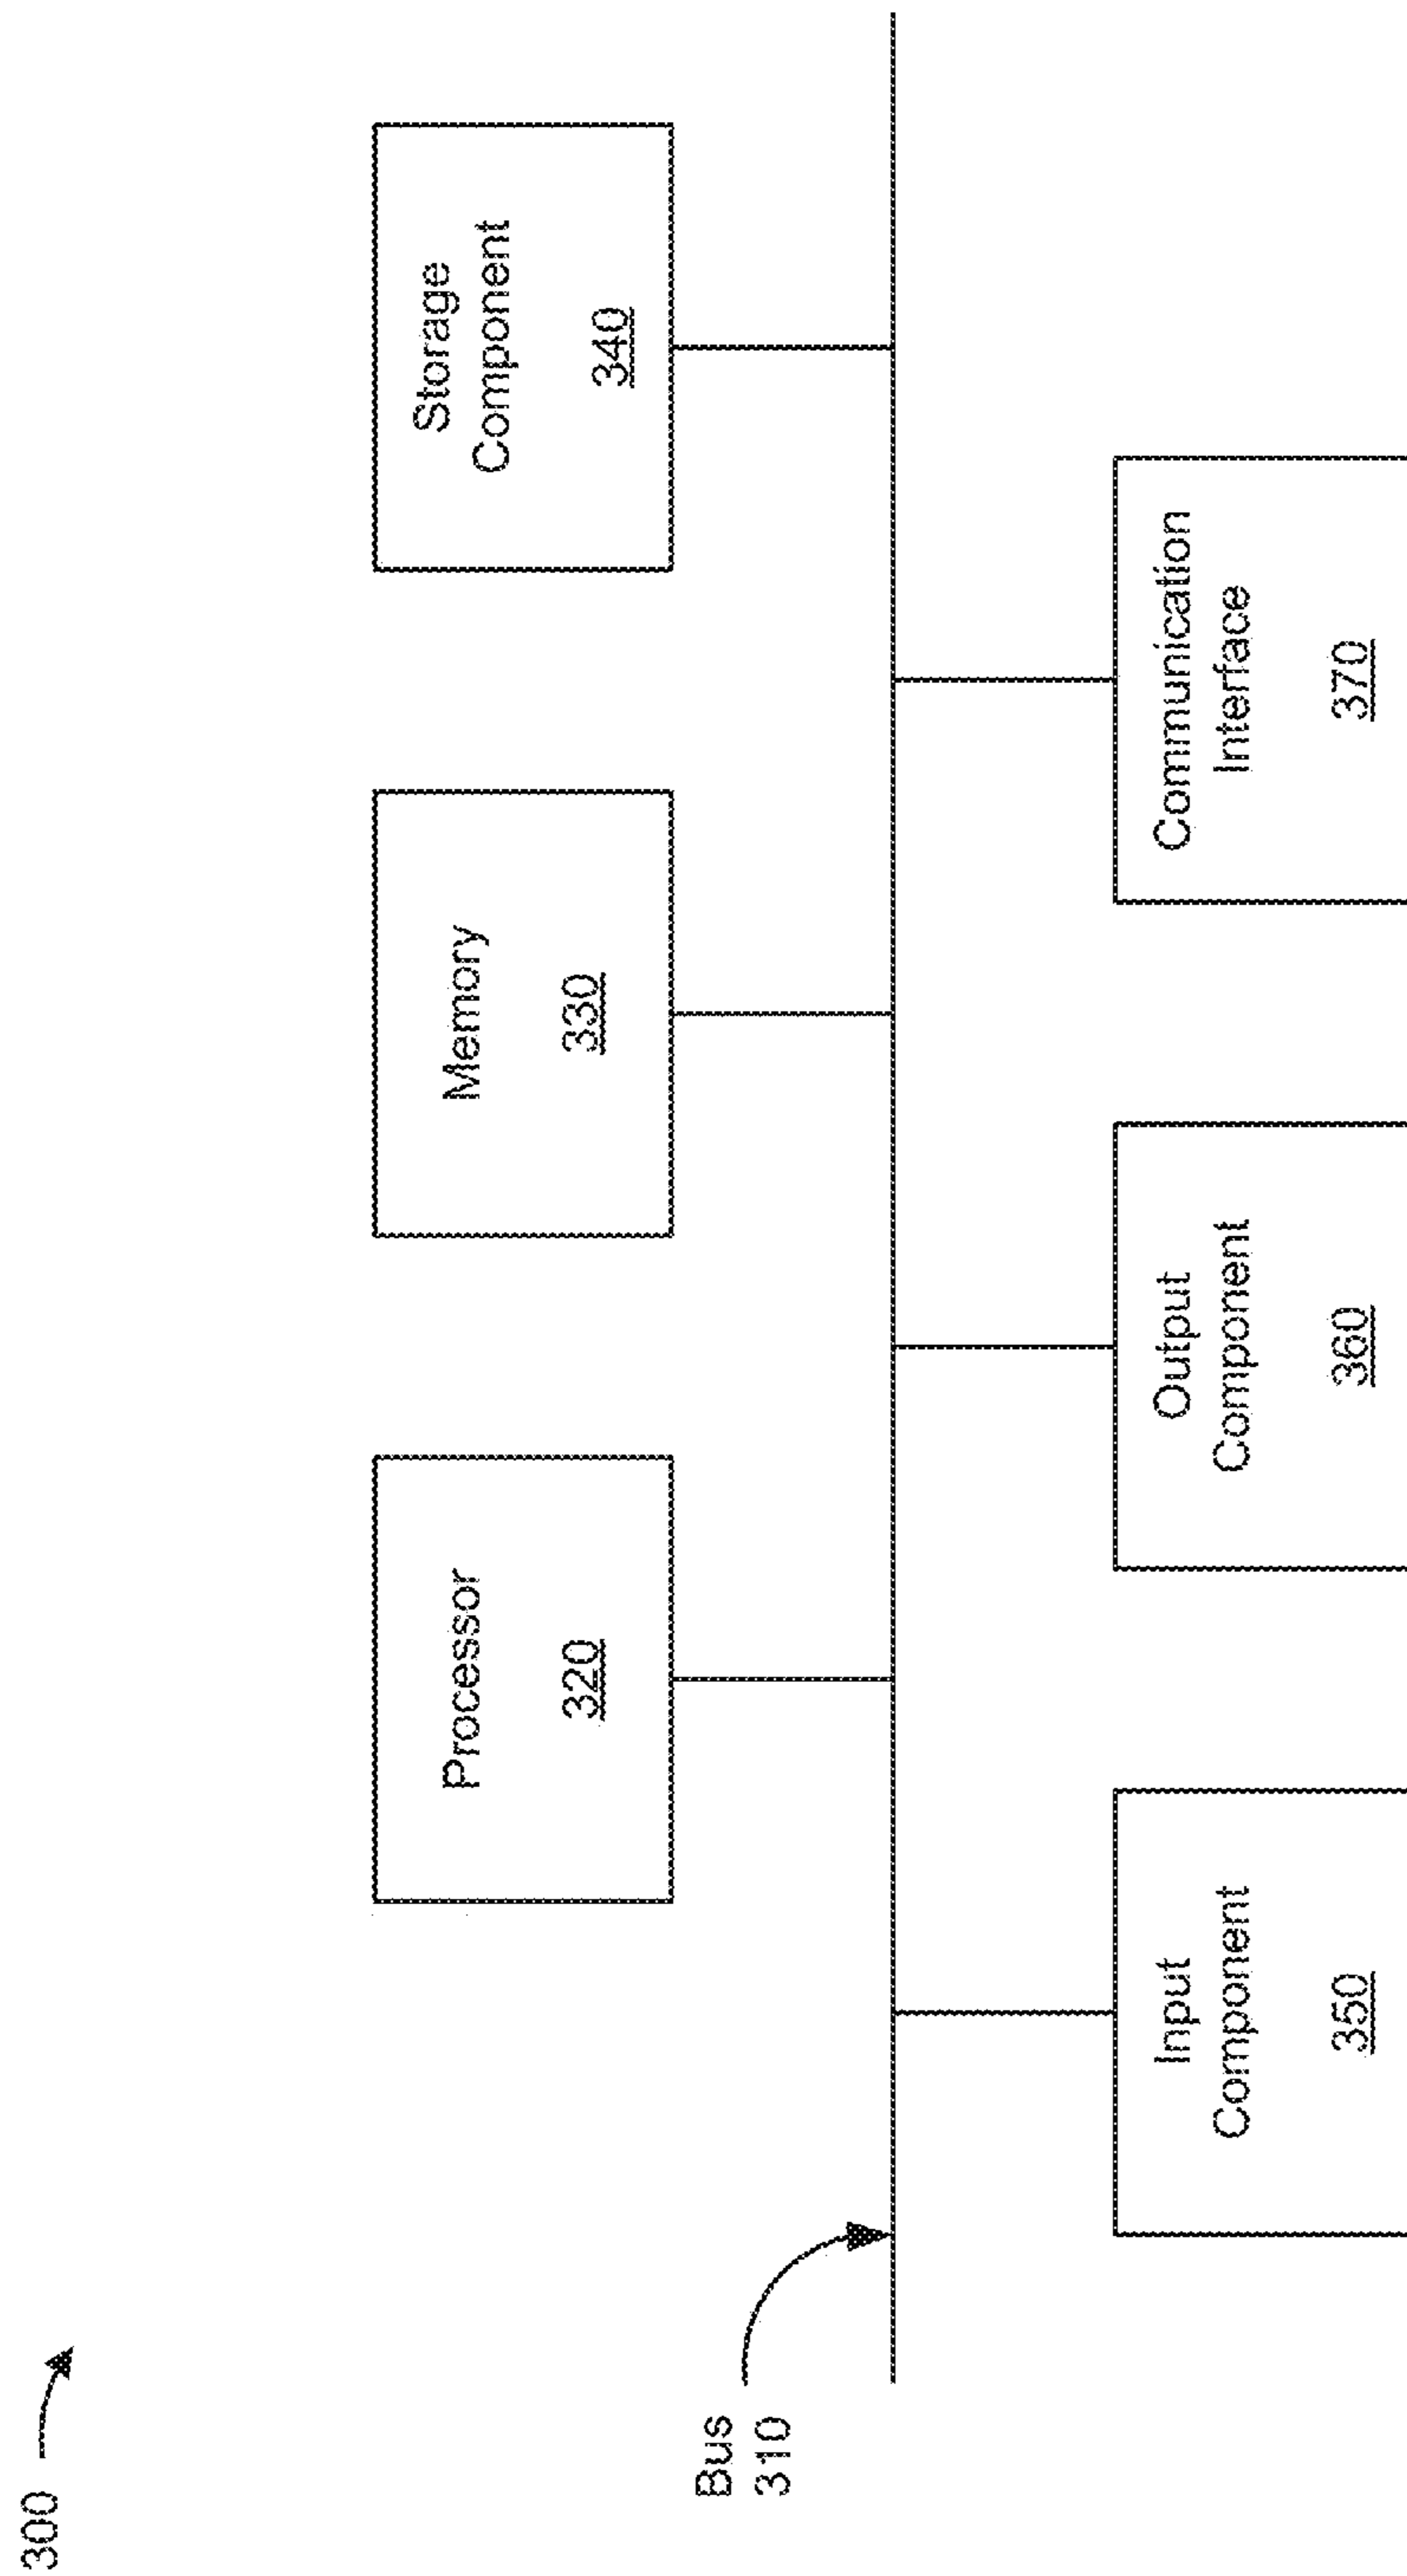 300
Processor
320
Memory
330
Storage
Component
340
Bus
310
Input
Component
350
Output
Component
360
Communication
Interface
370